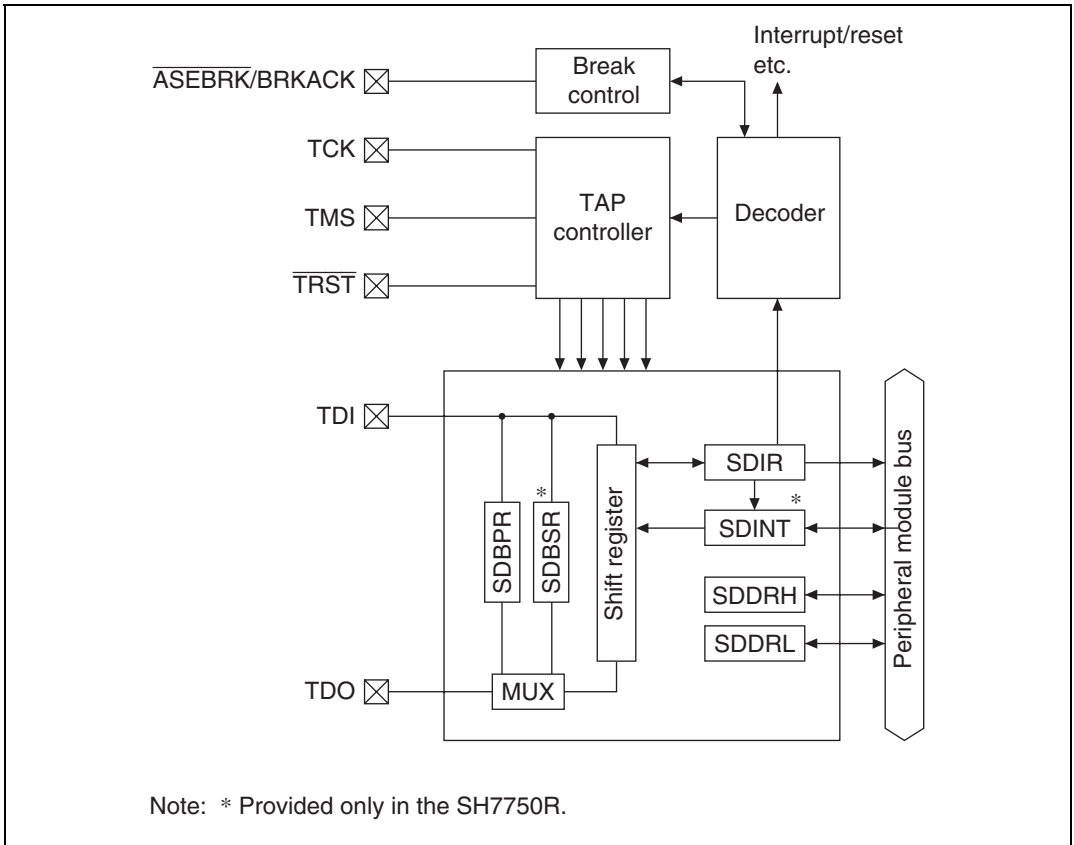 Interrupt/reset
etc.
ASEBRK/BRKACK
Break
control
TCK
TMS
TRST
TAP
controller
Decoder
TDI
SDBPR
SDBSR
*
Shift register
SDIR
*
SDINT
SDDRH
SDDRL
Peripheral module bus
TDO
MUX
Note: * Provided only in the SH7750R.